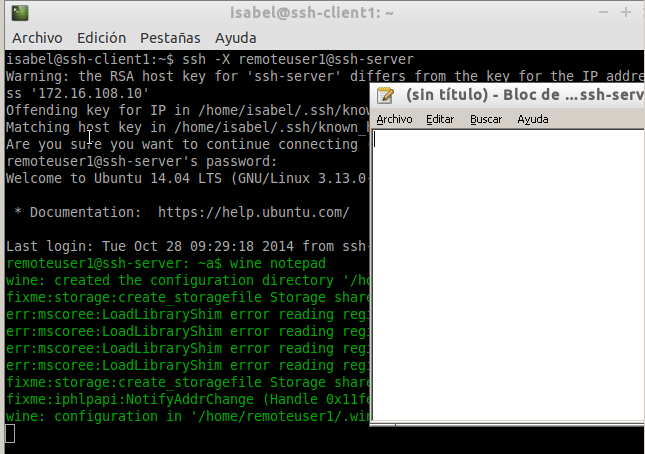 isabel@ssh-client1: ~
Archivo Edición Pestañas Ayuda
isabel@ssh-client1:~$ ssh -X remoteuser1@ssh-server
Warning: the RSA host key for 'ssh-server' differs from the key for the IP addre
ss '172.16.108.10'
Offending key for IP in /home/isabel/.ssh/know
Matching host key in /home/isabel/.ssh/known_h
Are you sure you want to continue connecting (
remoteuser1@ssh-server's password:
Welcome to Ubuntu 14.04 LTS (GNU/Linux 3.13.0-
* Documentation: https://help.ubuntu.com/
Last login: Tue Oct 28 09:29:18 2014 from ssh-
remoteuser1@ssh-server: ~a$ wine notepad
wine: created the configuration directory '/ho
fixme:storage:create_storagefile Storage share
err:mscoree:LoadLibraryShim error reading regi
err:mscoree:LoadLibraryShim error reading regi
err:mscoree:LoadLibraryShim error reading regi
err:mscoree:LoadLibraryShim error reading regi
fixme:storage:create_storagefile Storage share
fixme:iphlpapi:NotifyAddrChange (Handle 0x11fe
wine: configuration in '/home/remoteuser1/.win
(sin título) - Bloc de ...ssh-serv
Archivo Editar Buscar Ayuda